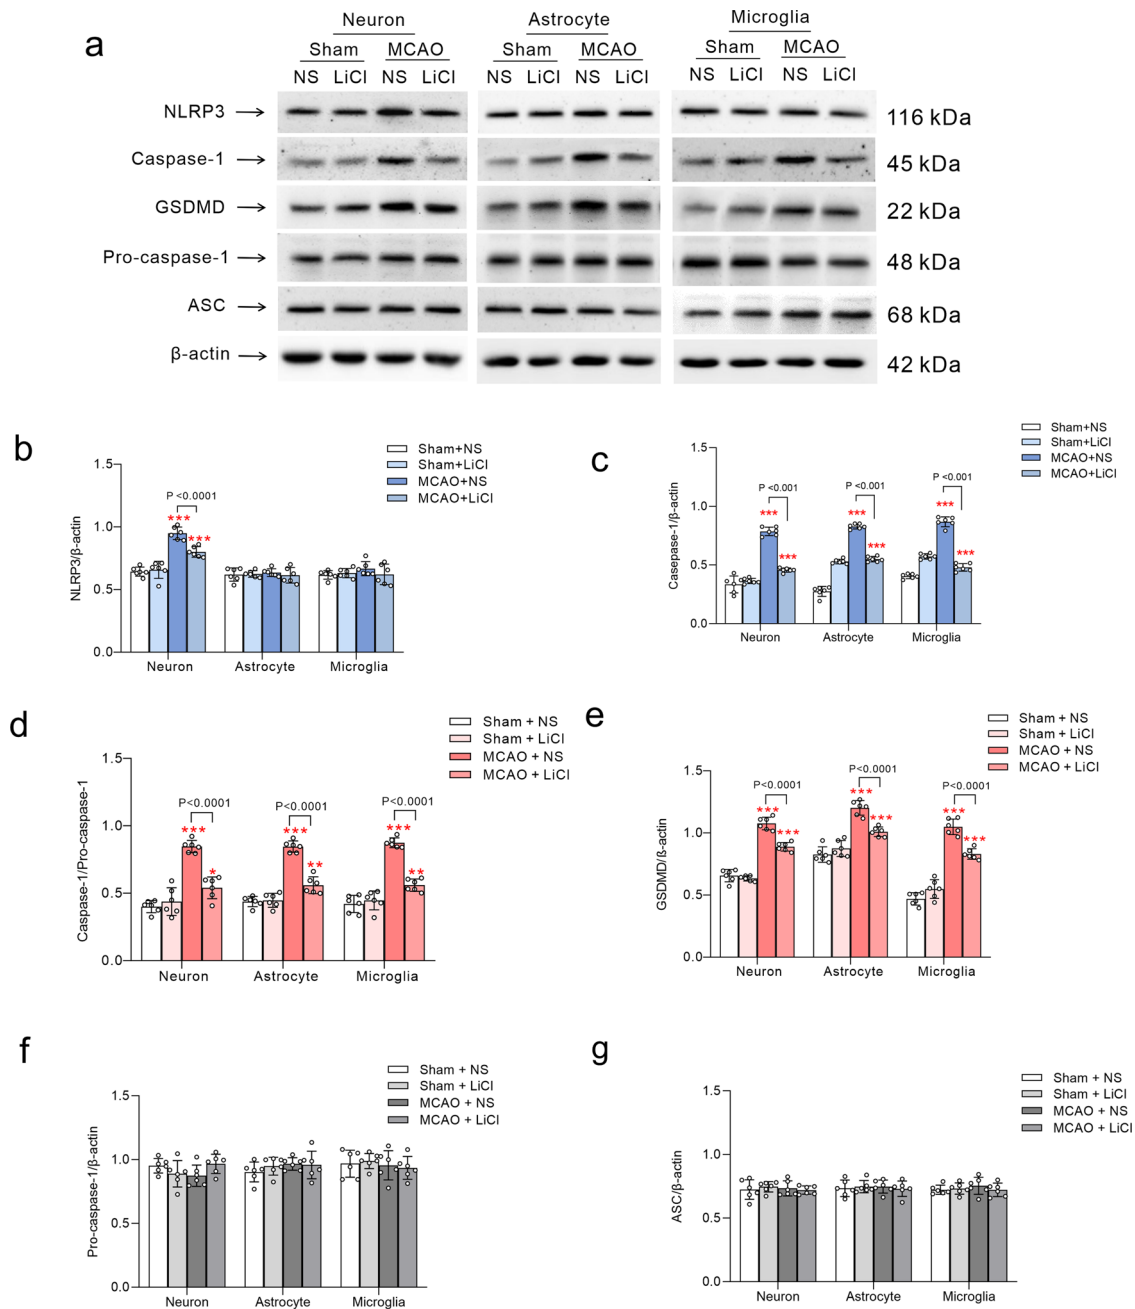 a
Neuron
Astrocyte
Microglia
Sham MCAO
Sham MCAO
Sham MCAO
NS LiCl NS LiCl
NS LiCl NS LiCl
NS LiCl NS LiCl
NLRP3
116 kDa
Caspase-1
45 kDa
GSDMD
22 kDa
Pro-caspase-1
48 kDa
ASC
68 kDa
β-actin
42 kDa
b
Sham+NS
Sham+LiCl
MCAO+NS
MCAO+LiCl
1.5
1.0
0.5
0.0
NLRP3/β-actin
P <0.0001
***
***
Neuron
Astrocyte
Microglia
c
Sham+NS
Sham+LiCl
MCAO+NS
MCAO+LiCl
1.5
1.0
0.5
0.0
Casepase-1/β-actin
P <0.001
P <0.001
P <0.001
***
***
***
***
***
***
Neuron
Astrocyte
Microglia
d
Sham + NS
Sham + LiCl
MCAO + NS
MCAO + LiCl
1.5
1.0
0.5
0.0
Caspase-1/Pro-caspase-1
P<0.0001
P<0.0001
P<0.0001
***
*
***
**
***
**
Neuron
Astrocyte
Microglia
e
Sham + NS
Sham + LiCl
MCAO + NS
MCAO + LiCl
1.5
1.0
0.5
0.0
GSDMD/ß-actin
P<0.0001
P<0.0001
P<0.0001
***
***
***
***
***
***
Neuron
Astrocyte
Microglia
f
Sham + NS
Sham + LiCl
MCAO + NS
MCAO + LiCl
1.5
1.0
0.5
0.0
Pro-caspase-1/β-actin
Neuron
Astrocyte
Microglia
g
Sham + NS
Sham + LiCl
MCAO + NS
MCAO + LiCl
1.5
1.0
0.5
0.0
ASC/β-actin
Neuron
Astrocyte
Microglia